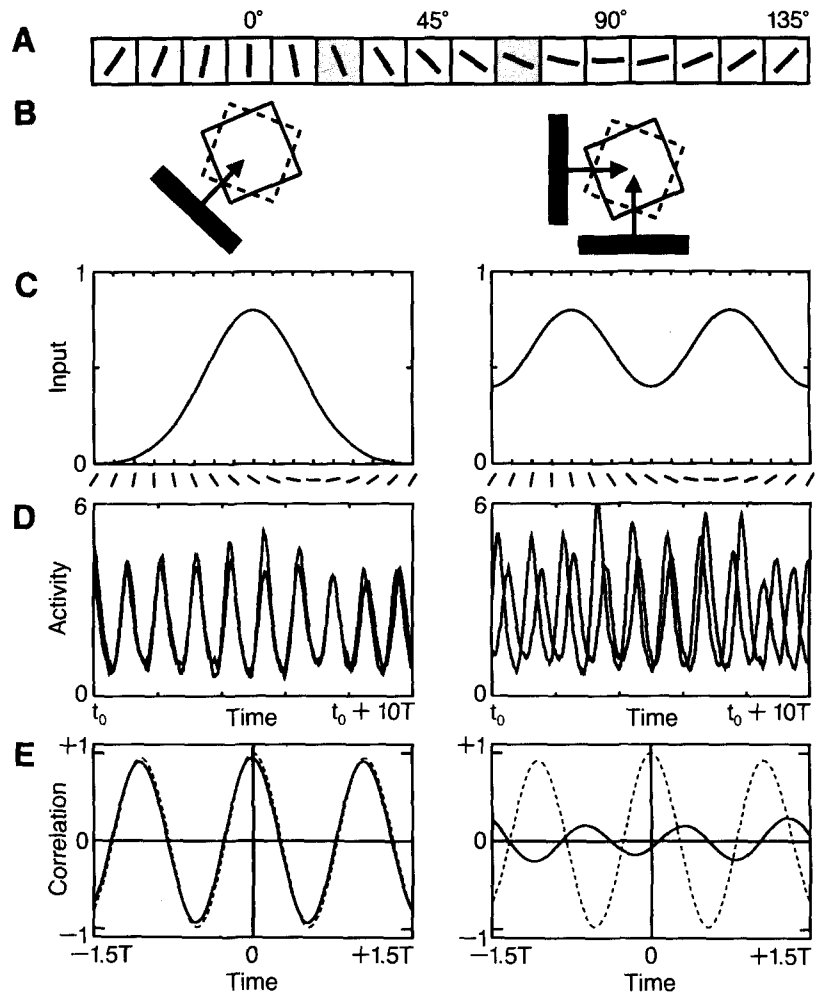 0° 45° 90° 135°
A
B
C
1 1
Input
0 0
D
6 6
Activity
0 0
t₀ Time t₀ + 10T t₀ Time t₀ + 10T
E
+1 +1
Correlation
0 0
−1 −1
−1.5T 0 +1.5T −1.5T 0 +1.5T
Time Time